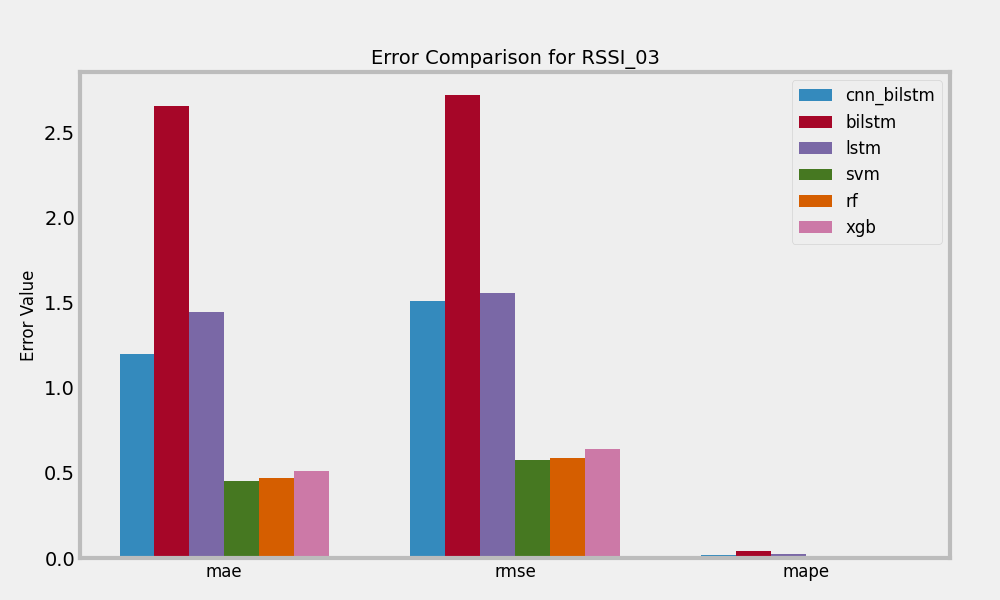 Error Comparison for RSSI_03
cnn_bilstm
bilstm
lstm
svm
rf
xgb
Error Value
2.5
2.0
1.5
1.0
0.5
0.0
mae
rmse
mape